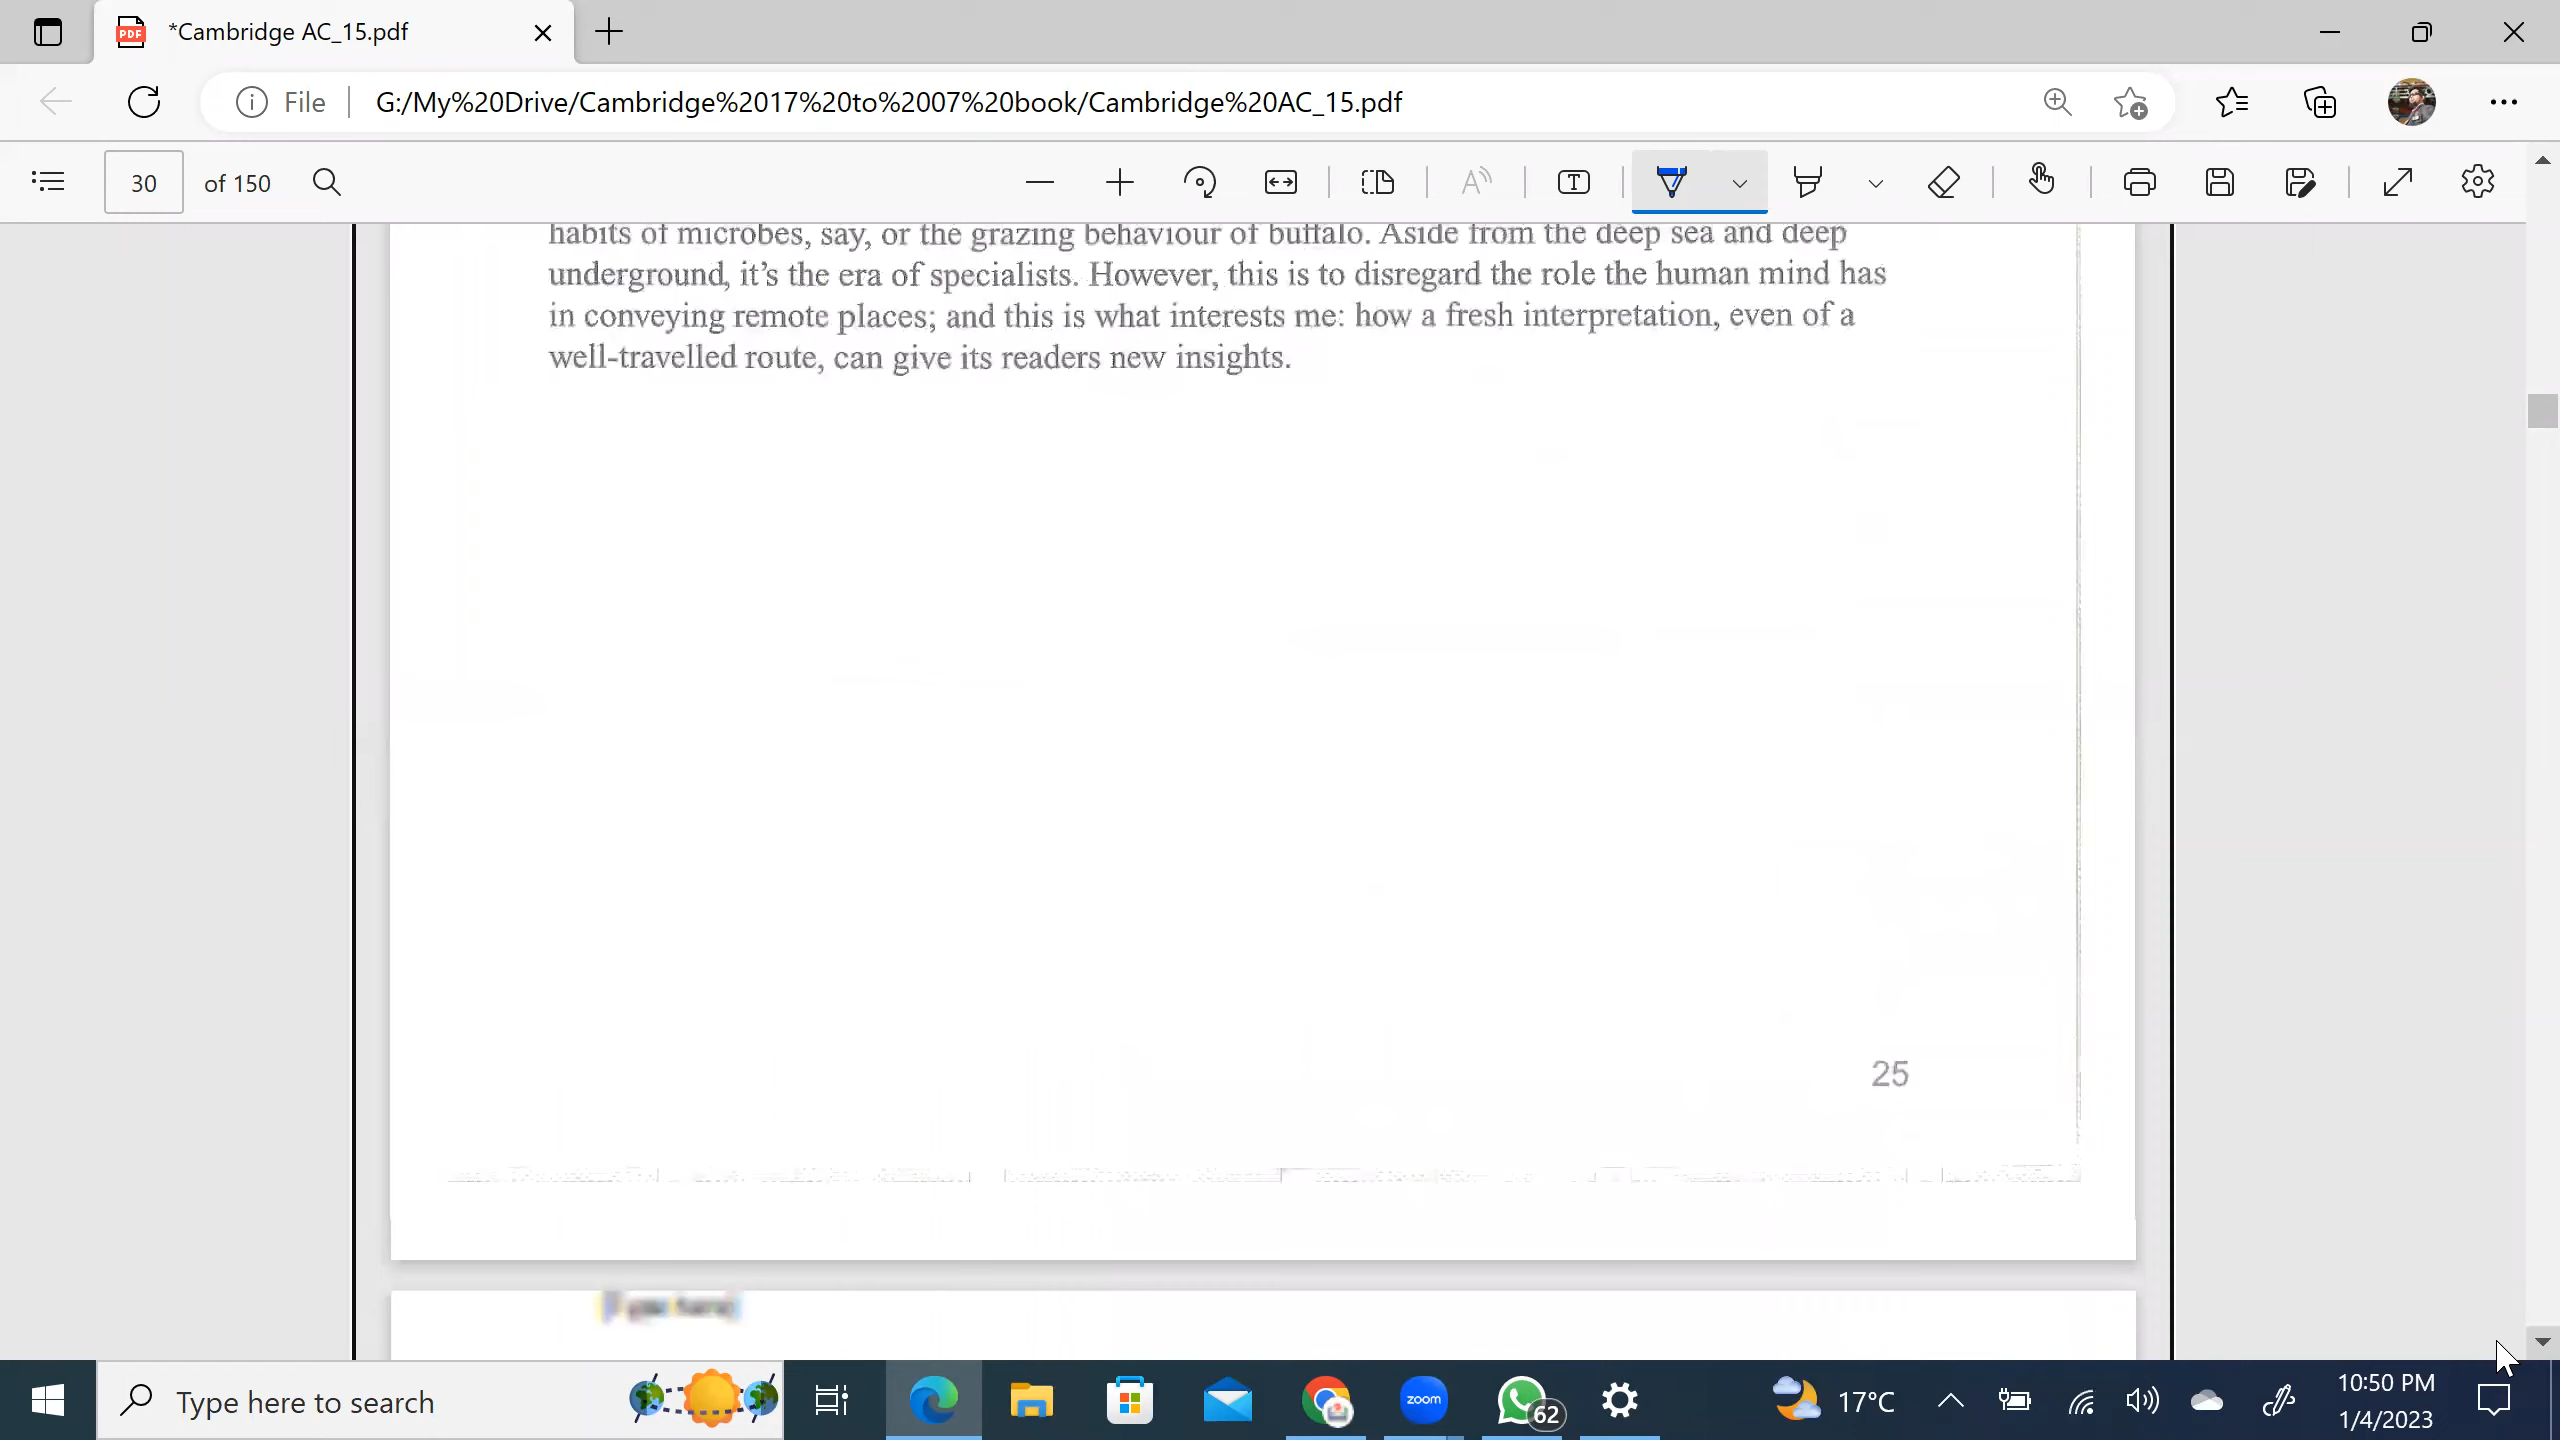 *Cambridge AC_15.pdf
File
G:/My%20Drive/Cambridge%2017%20to%2007%20book/Cambridge%20AC_15.pdf
30 of 150
habits of microbes, say, or the grazing behaviour of buffalo. Aside from the deep sea and deep
underground, it's the era of specialists. However, this is to disregard the role the human mind has
in conveying remote places; and this is what interests me: how a fresh interpretation, even of a
well-travelled route, can give its readers new insights.
25
Type here to search
zoom
62
17°C
10:50 PM
1/4/2023